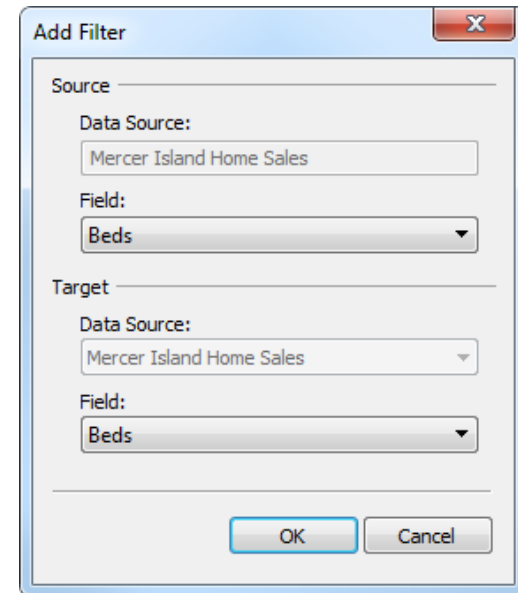 Add Filter
Source
Data Source:
Mercer Island Home Sales
Field:
Beds
Target
Data Source:
Mercer Island Home Sales
Field:
Beds
OK Cancel